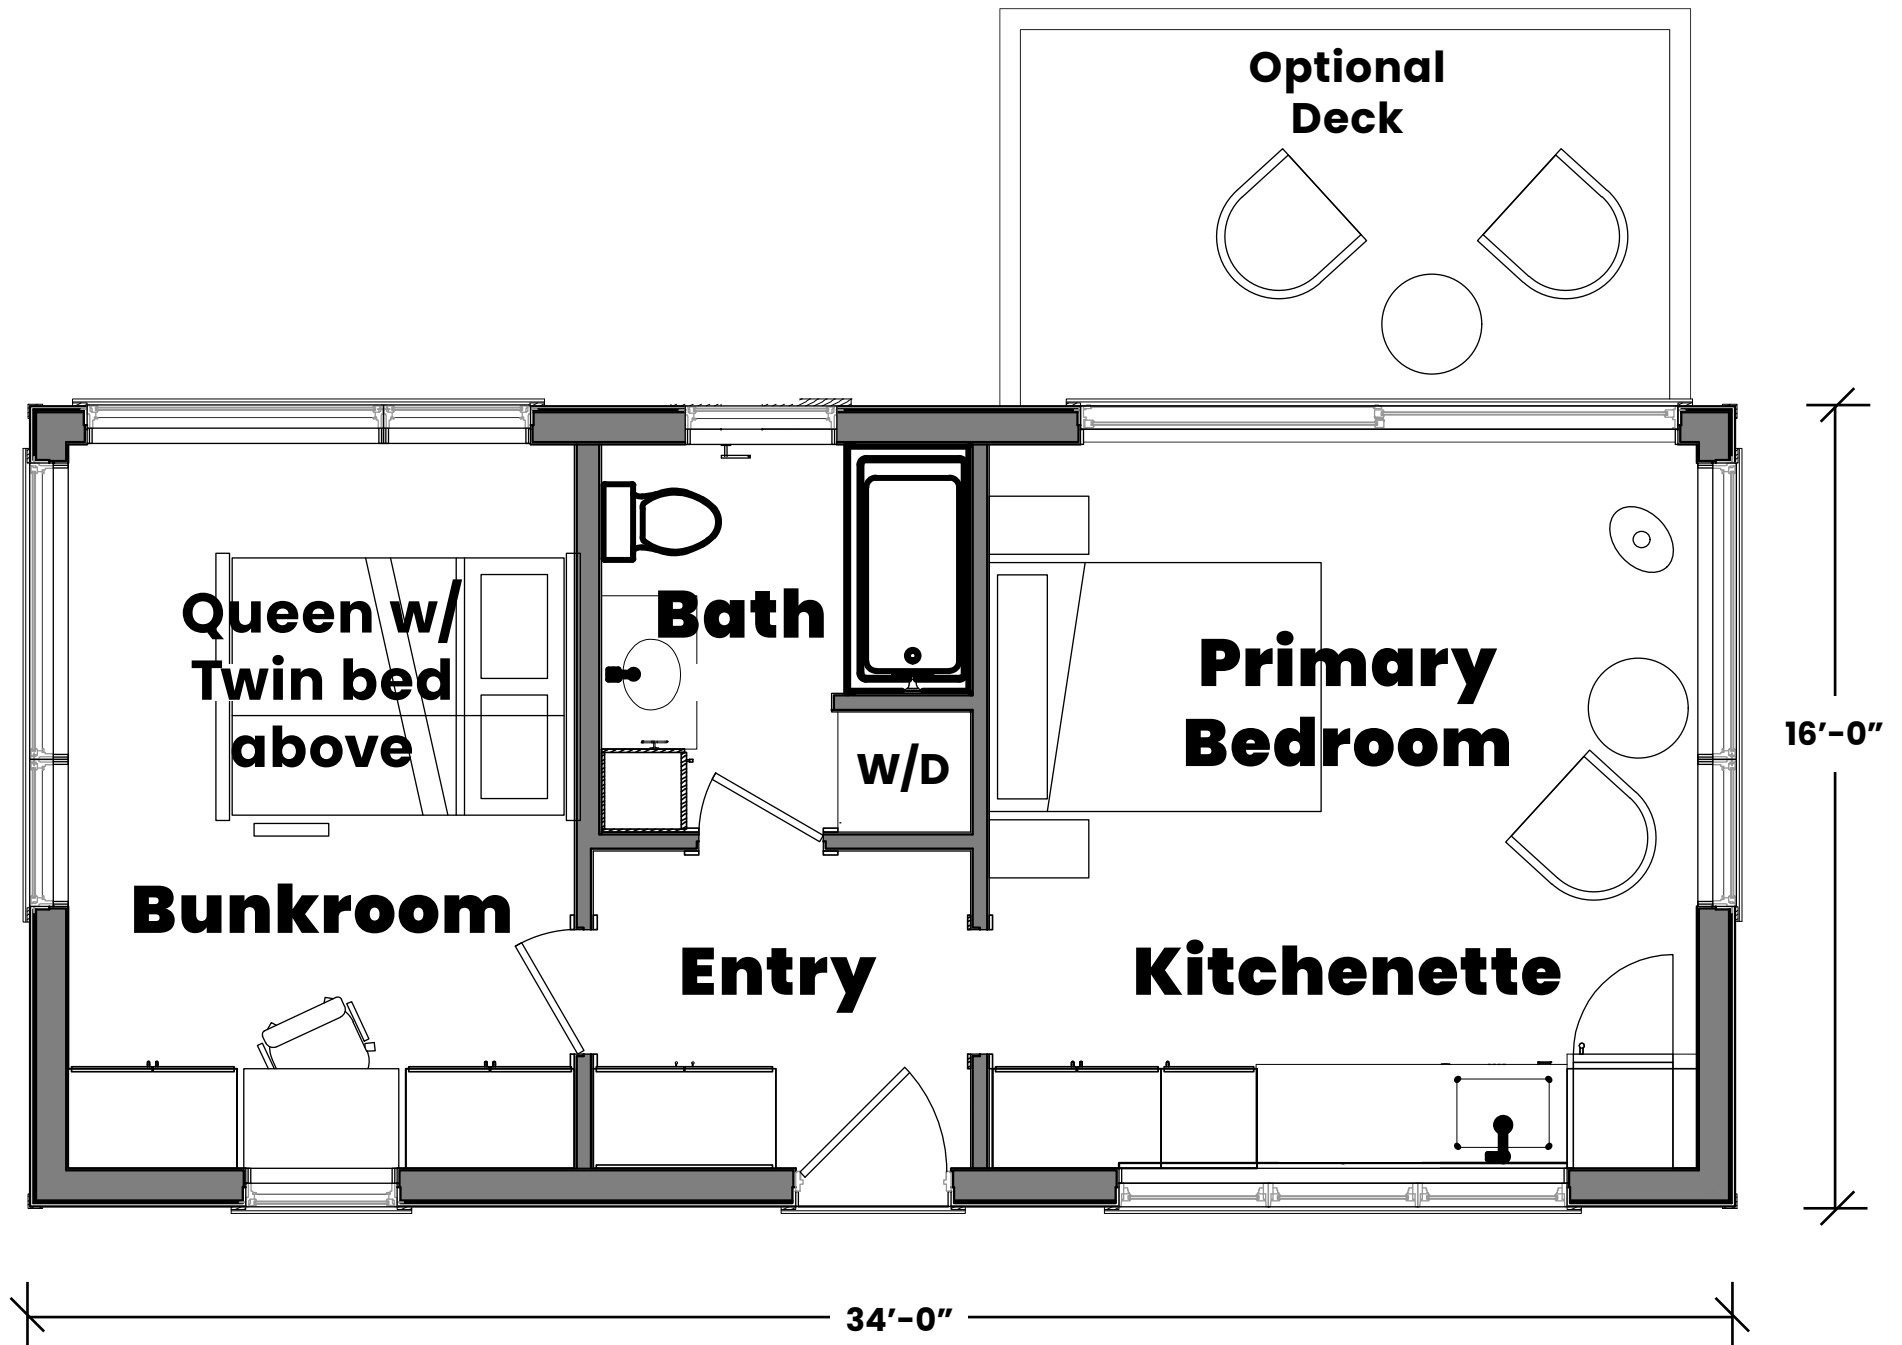 Optional
Deck
Queen w/
Twin bed
above
Bath
W/D
Primary
Bedroom
16’-0”
Bunkroom
Entry
Kitchenette
34’-0”